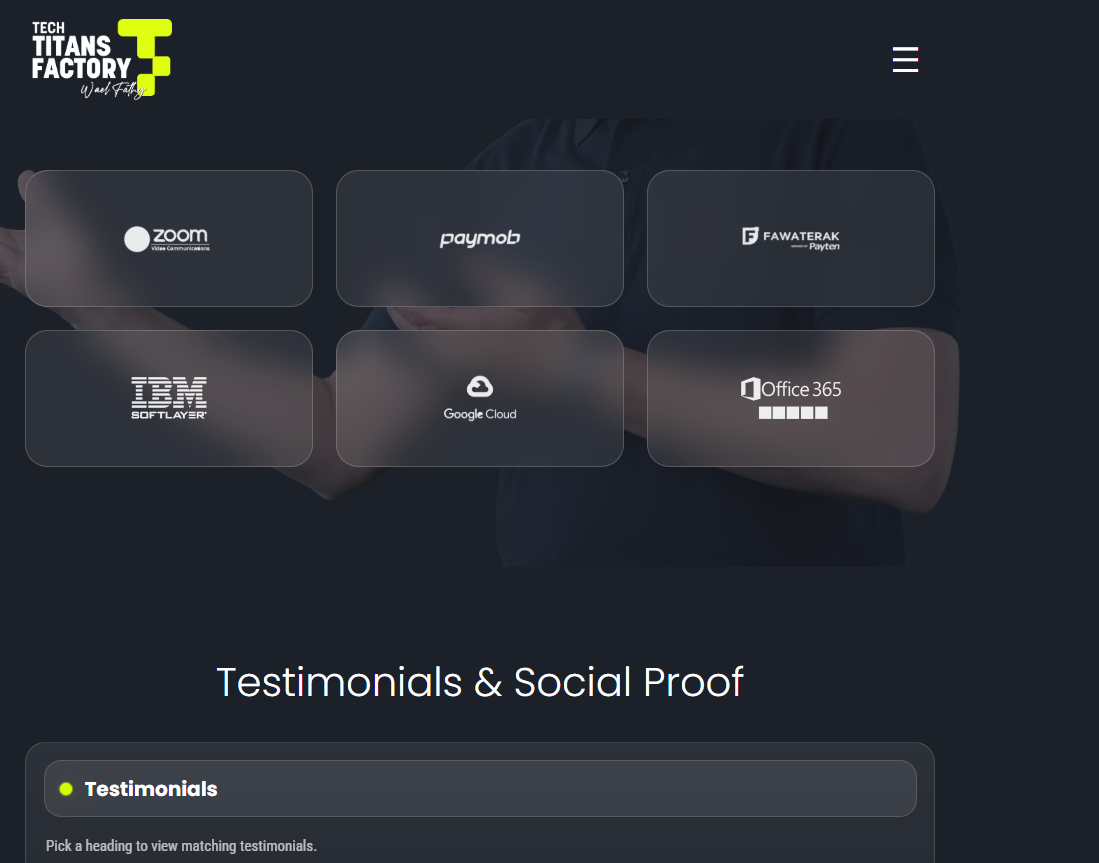 TECH
TITANS
FACTORY
Wael Fathy
zoom
Video Communications
paymob
FAWATERAK
Payten
IBM
SOFTLAYER
Google Cloud
Office 365
Testimonials & Social Proof
Testimonials
Pick a heading to view matching testimonials.